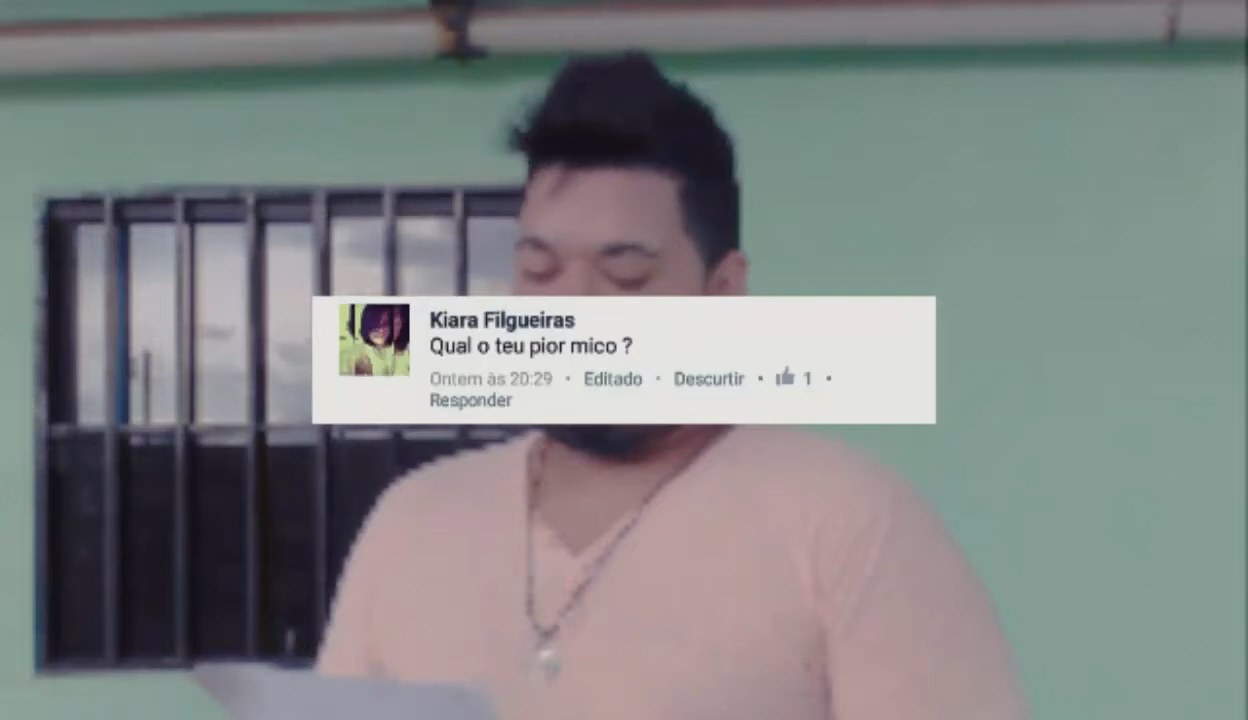 Kiara Filgueiras
Qual o teu pior mico ?
Ontem às 20:29 · Editado · Descurtir · 1 ·
Responder